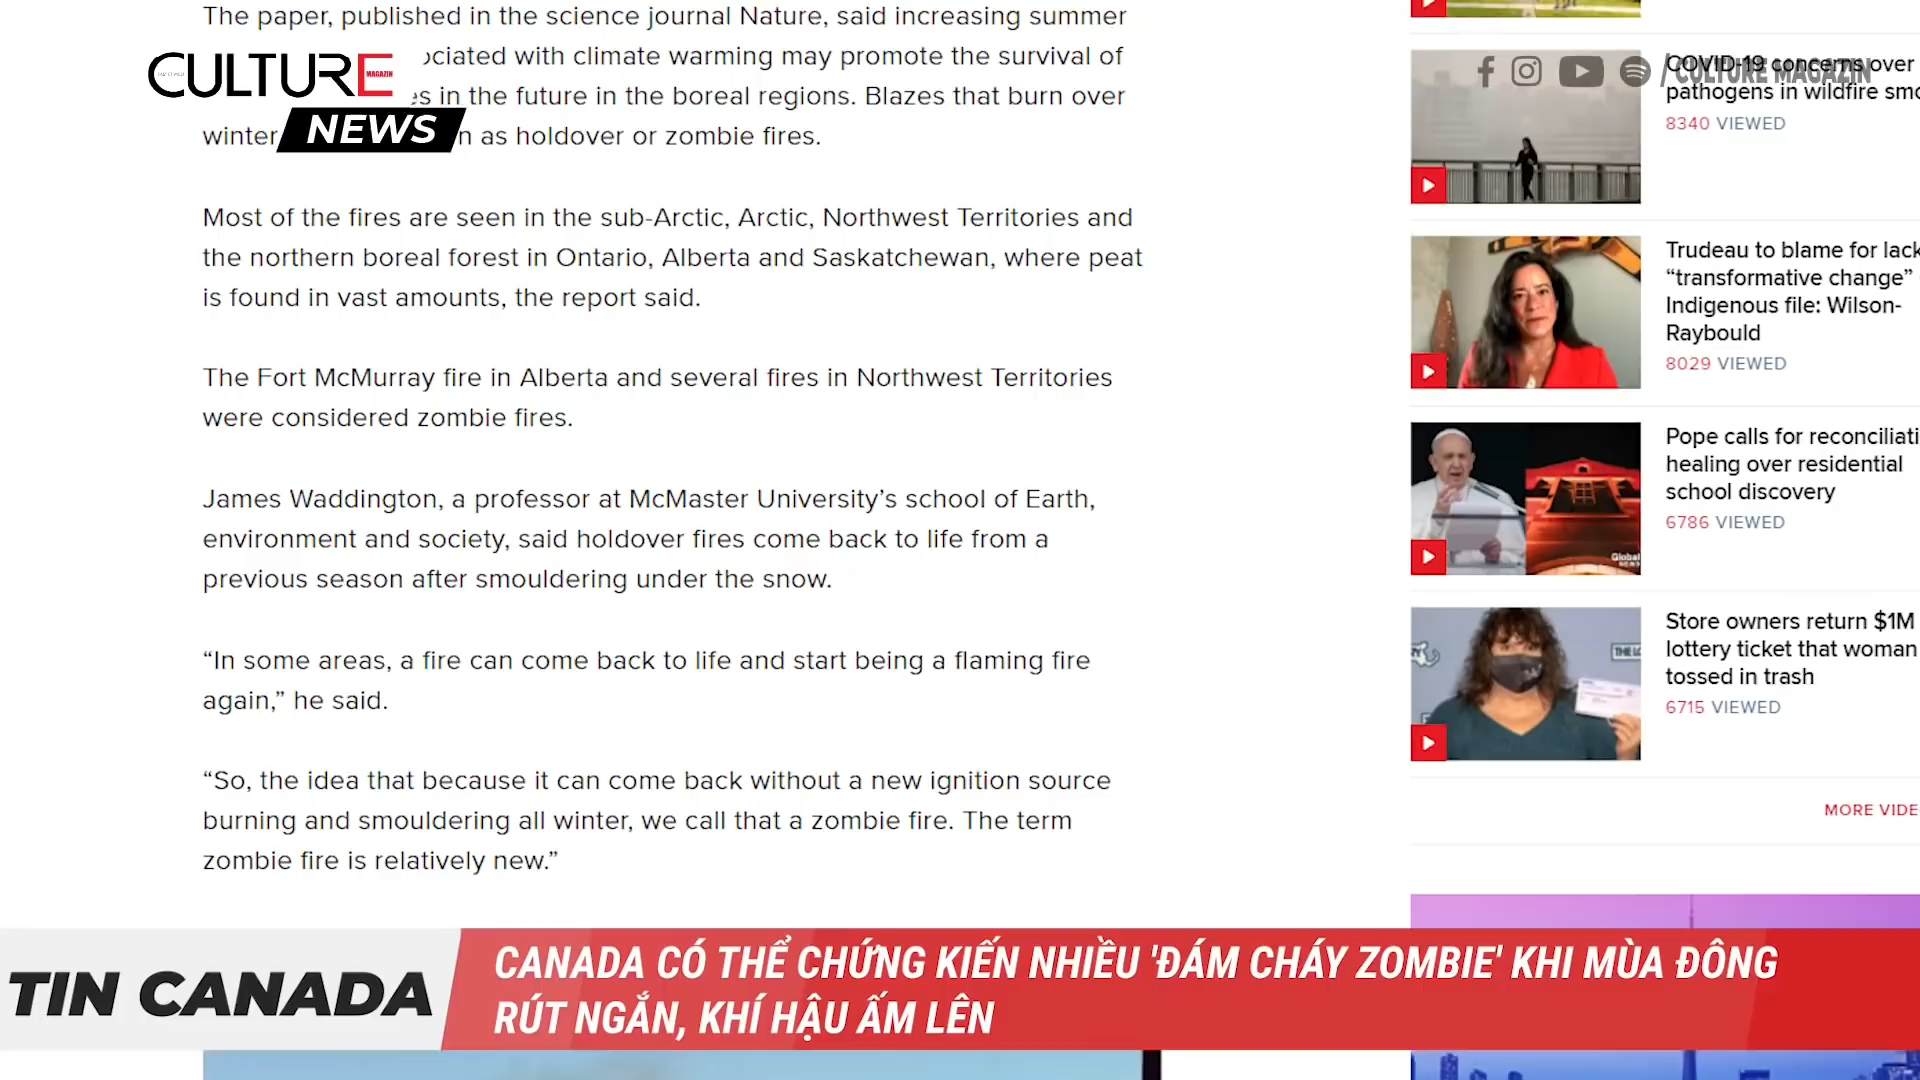 The paper, published in the science journal Nature, said increasing summer
ociated with climate warming may promote the survival of
es in the future in the boreal regions. Blazes that burn over
winter n as holdover or zombie fires.
CULTURE
MAGAZIN
NEWS
Most of the fires are seen in the sub-Arctic, Arctic, Northwest Territories and
the northern boreal forest in Ontario, Alberta and Saskatchewan, where peat
is found in vast amounts, the report said.
The Fort McMurray fire in Alberta and several fires in Northwest Territories
were considered zombie fires.
James Waddington, a professor at McMaster University’s school of Earth,
environment and society, said holdover fires come back to life from a
previous season after smouldering under the snow.
“In some areas, a fire can come back to life and start being a flaming fire
again,” he said.
“So, the idea that because it can come back without a new ignition source
burning and smouldering all winter, we call that a zombie fire. The term
zombie fire is relatively new.”
COVID-19 concerns over
pathogens in wildfire smo
8340 VIEWED
/CULTURE MAGAZIN
Trudeau to blame for lack
“transformative change”
Indigenous file: Wilson-
Raybould
8029 VIEWED
Pope calls for reconciliati
healing over residential
school discovery
6786 VIEWED
Global
NEWS
Store owners return $1M
lottery ticket that woman
tossed in trash
6715 VIEWED
THE LO
MORE VIDE
TIN CANADA
CANADA CÓ THỂ CHỨNG KIẾN NHIỀU 'ĐÁM CHÁY ZOMBIE' KHI MÙA ĐÔNG
RÚT NGẮN, KHÍ HẬU ẤM LÊN